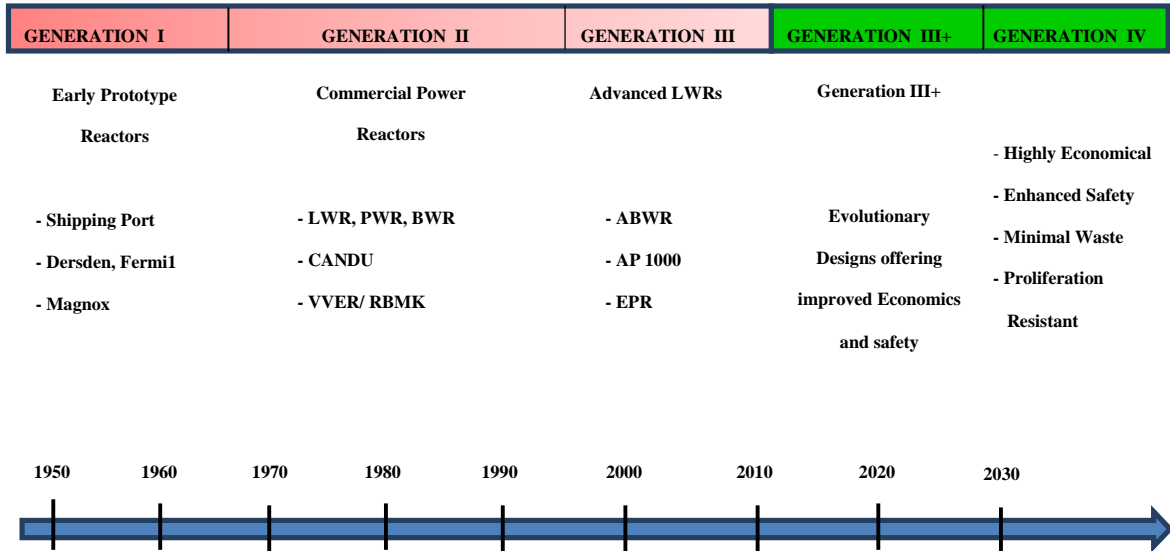 GENERATION I
GENERATION II
GENERATION III
GENERATION III+
GENERATION IV
Early Prototype
Reactors
- Shipping Port
- Dersden, Fermi1
- Magnox
Commercial Power
Reactors
- LWR, PWR, BWR
- CANDU
- VVER/ RBMK
Advanced LWRs
- ABWR
- AP 1000
- EPR
Generation III+
Evolutionary
Designs offering
improved Economics
and safety
- Highly Economical
- Enhanced Safety
- Minimal Waste
- Proliferation
Resistant
1950
1960
1970
1980
1990
2000
2010
2020
2030